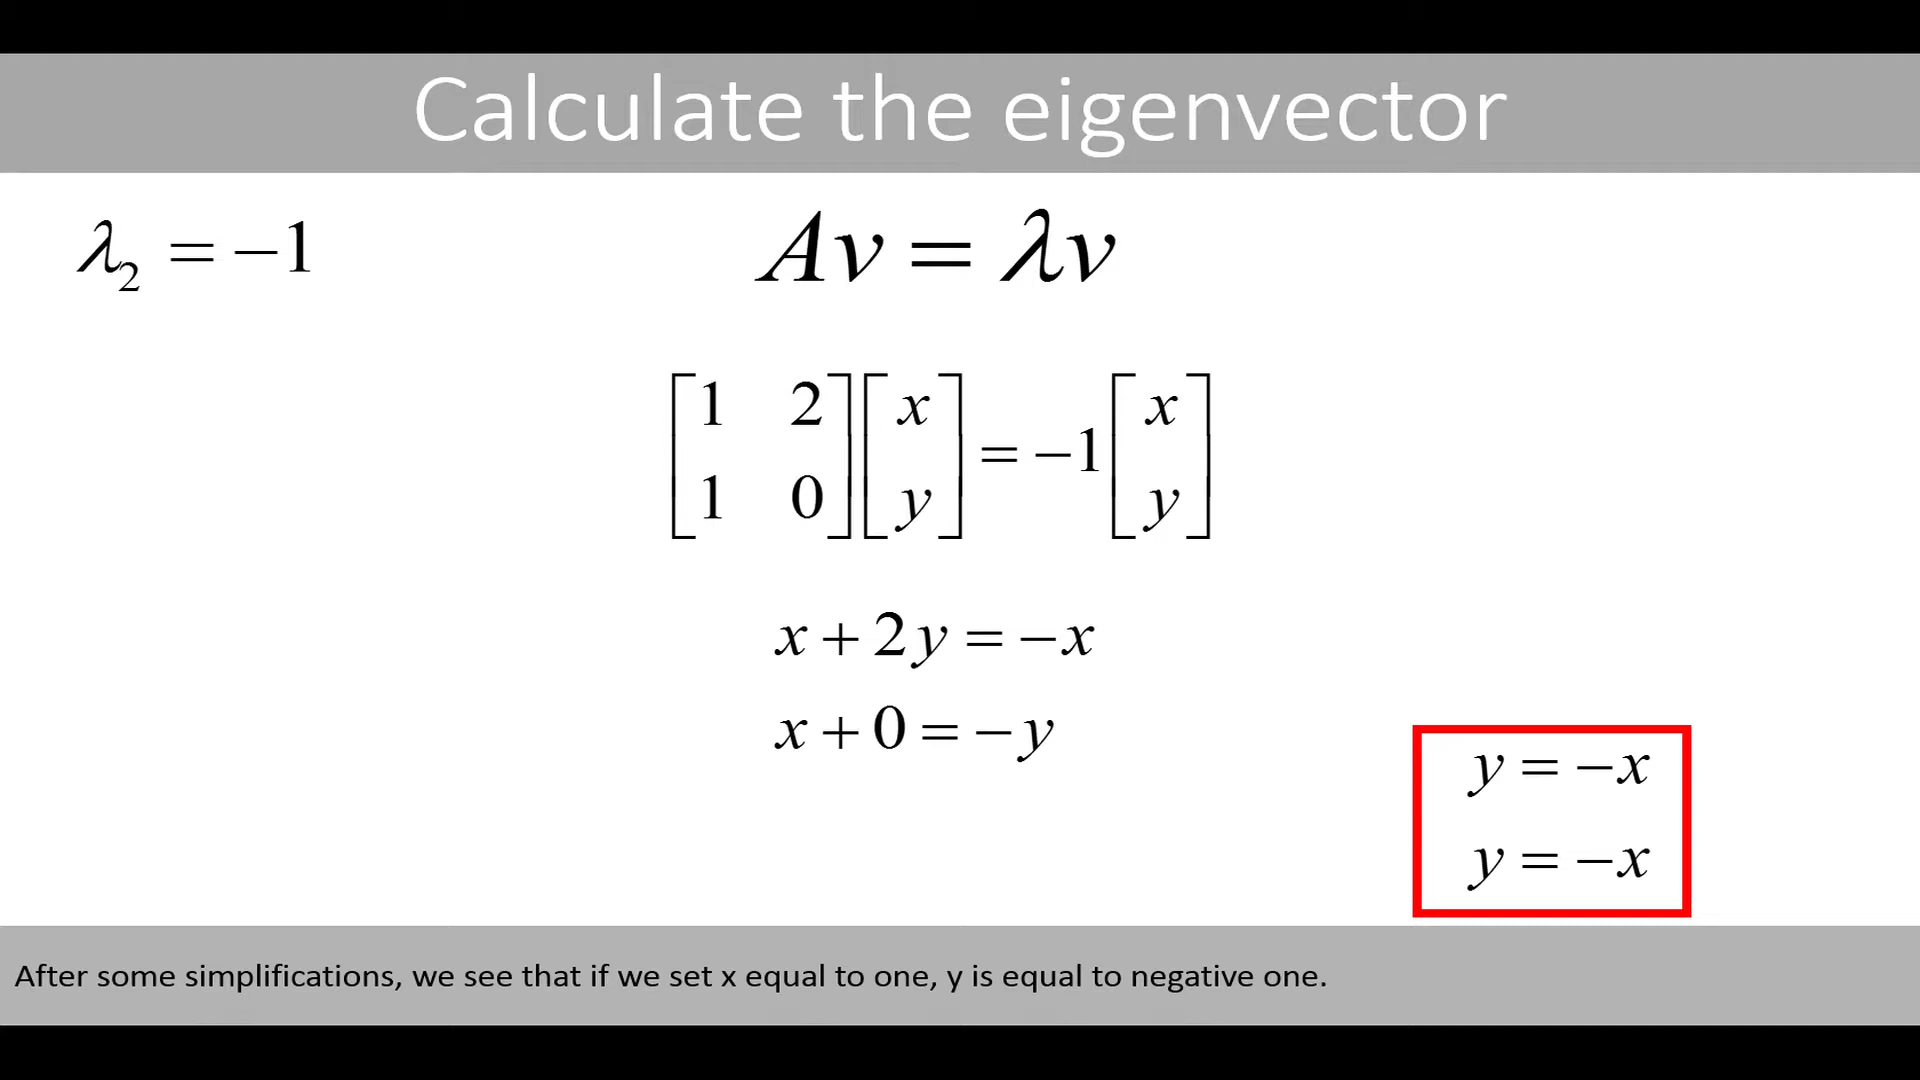 Calculate the eigenvector
λ₂ = −1
Av = λv
[1 2; 1 0] [x; y] = −1 [x; y]
x + 2y = −x
x + 0 = −y
y = −x
y = −x
After some simplifications, we see that if we set x equal to one, y is equal to negative one.